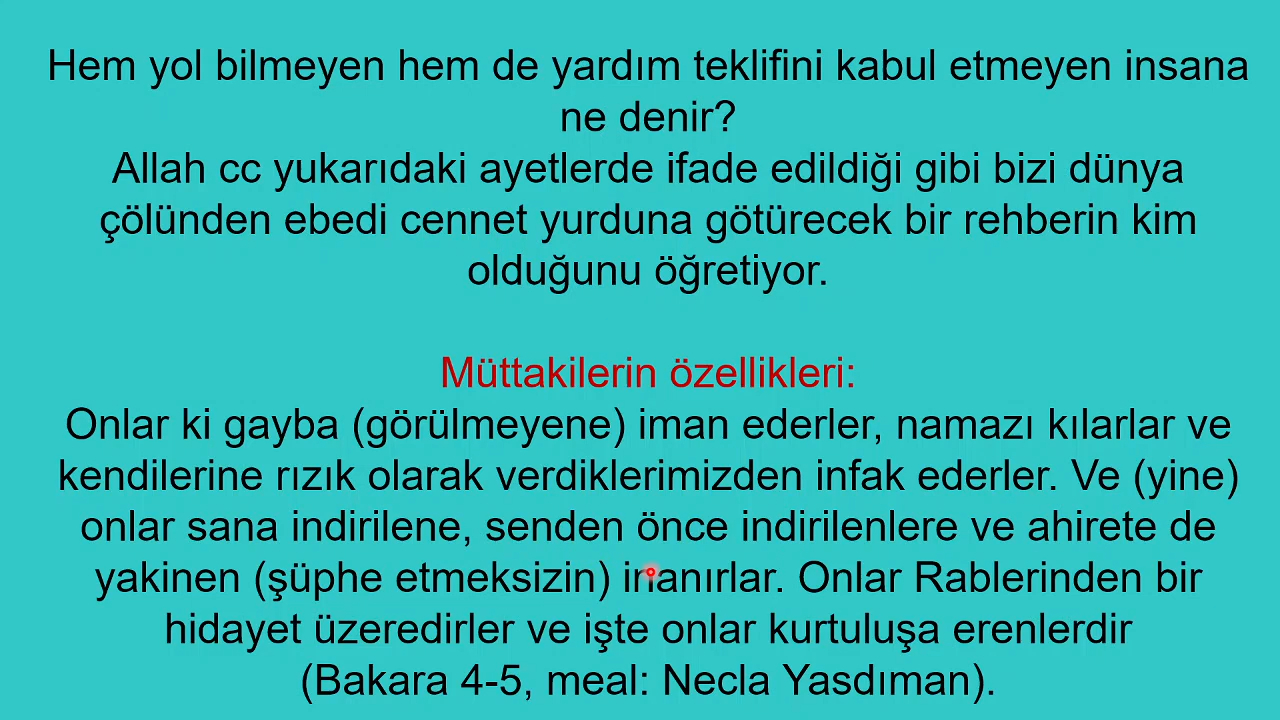 Hem yol bilmeyen hem de yardım teklifini kabul etmeyen insana
ne denir?
Allah cc yukarıdaki ayetlerde ifade edildiği gibi bizi dünya
çölünden ebedi cennet yurduna götürecek bir rehberin kim
olduğunu öğretiyor.
Müttakilerin özellikleri:
Onlar ki gayba (görülmeyene) iman ederler, namazı kılarlar ve
kendilerine rızık olarak verdiklerimizden infak ederler. Ve (yine)
onlar sana indirilene, senden önce indirilenlere ve ahirete de
yakinen (şüphe etmeksizin) inanırlar. Onlar Rablerinden bir
hidayet üzeredirler ve işte onlar kurtuluşa erenlerdir
(Bakara 4-5, meal: Necla Yasdıman).